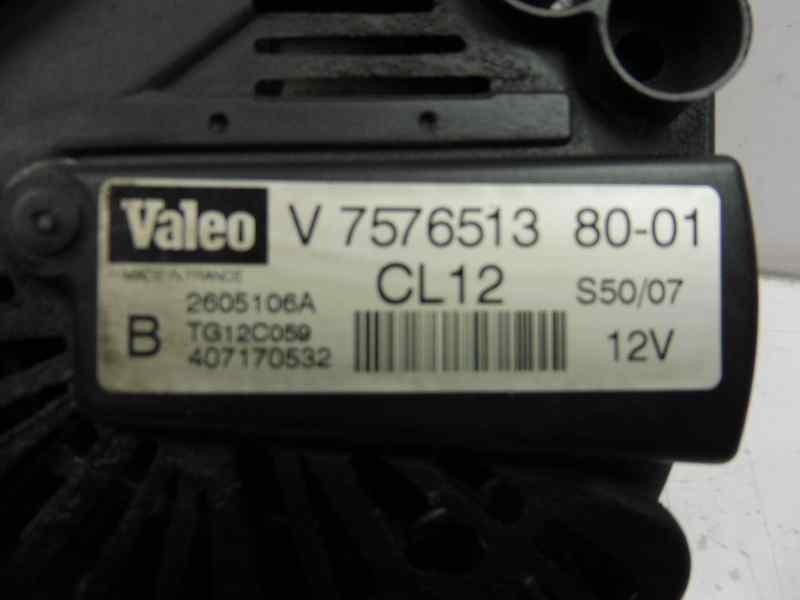 Valeo V 7576513 80-01
MADE IN FRANCE
CL12 S50/07
2605106A
B TG12C059
407170532
12V